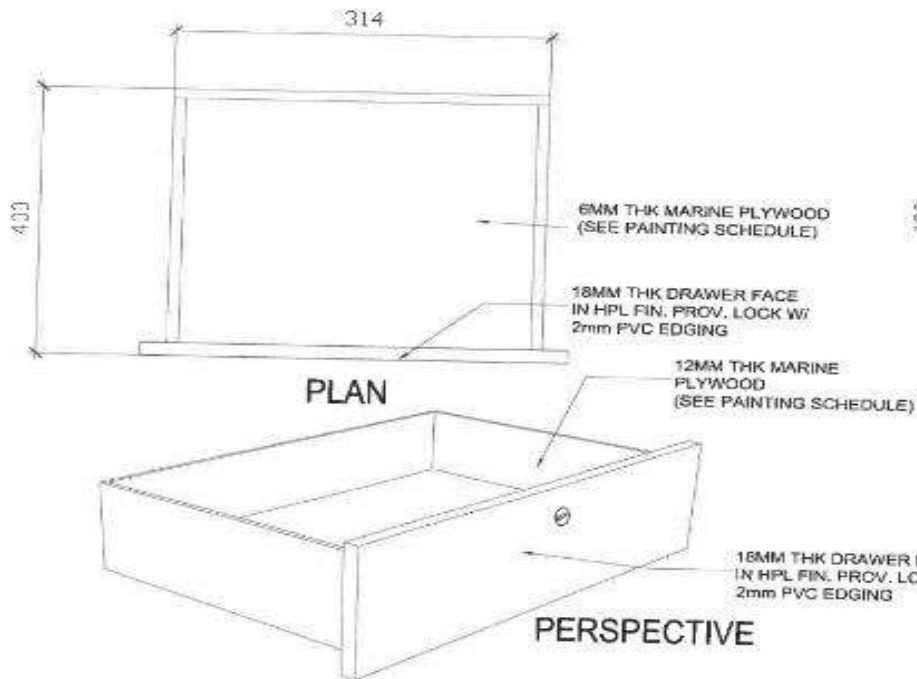 314
400
6MM THK MARINE PLYWOOD
(SEE PAINTING SCHEDULE)
18MM THK DRAWER FACE
IN HPL FIN. PROV. LOCK W/
2mm PVC EDGING
PLAN
12MM THK MARINE
PLYWOOD
(SEE PAINTING SCHEDULE)
18MM THK DRAWER
IN HPL FIN. PROV.
2mm PVC EDGING
PERSPECTIVE